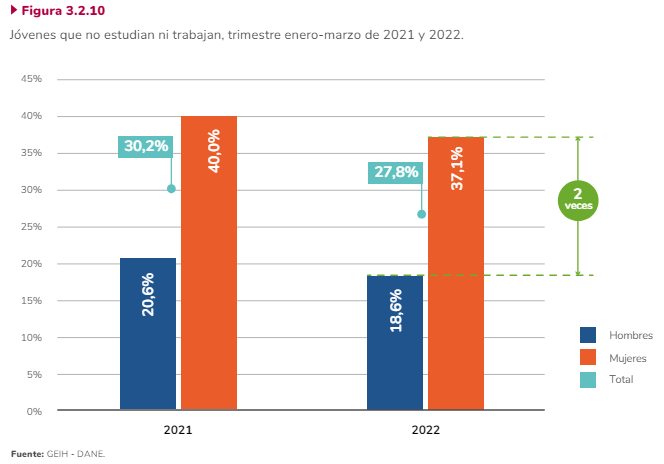 Figura 3.2.10
Jóvenes que no estudian ni trabajan, trimestre enero-marzo de 2021 y 2022.
45%
40%
35%
30%
25%
20%
15%
10%
5%
0%
30,2%
20,6%
40,0%
27,8%
18,6%
37,1%
2
veces
2021
2022
Hombres
Mujeres
Total
Fuente: GEIH - DANE.